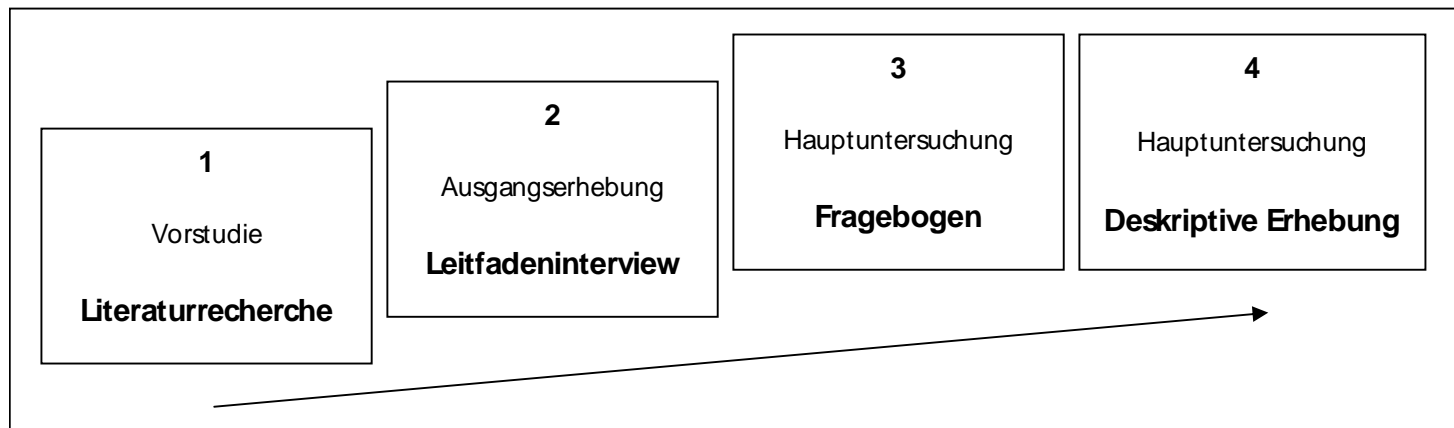 1
Vorstudie
Literaturrecherche
2
Ausgangserhebung
Leitfadeninterview
3
Hauptuntersuchung
Fragebogen
4
Hauptuntersuchung
Deskriptive Erhebung